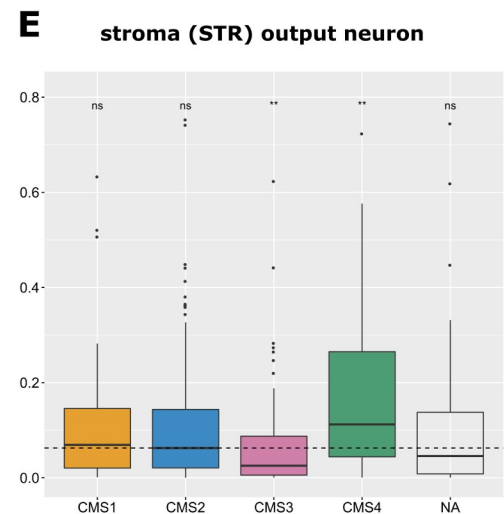 E
stroma (STR) output neuron
ns ns ** ** ns
0.8
0.6
0.4
0.2
0.0
CMS1 CMS2 CMS3 CMS4 NA